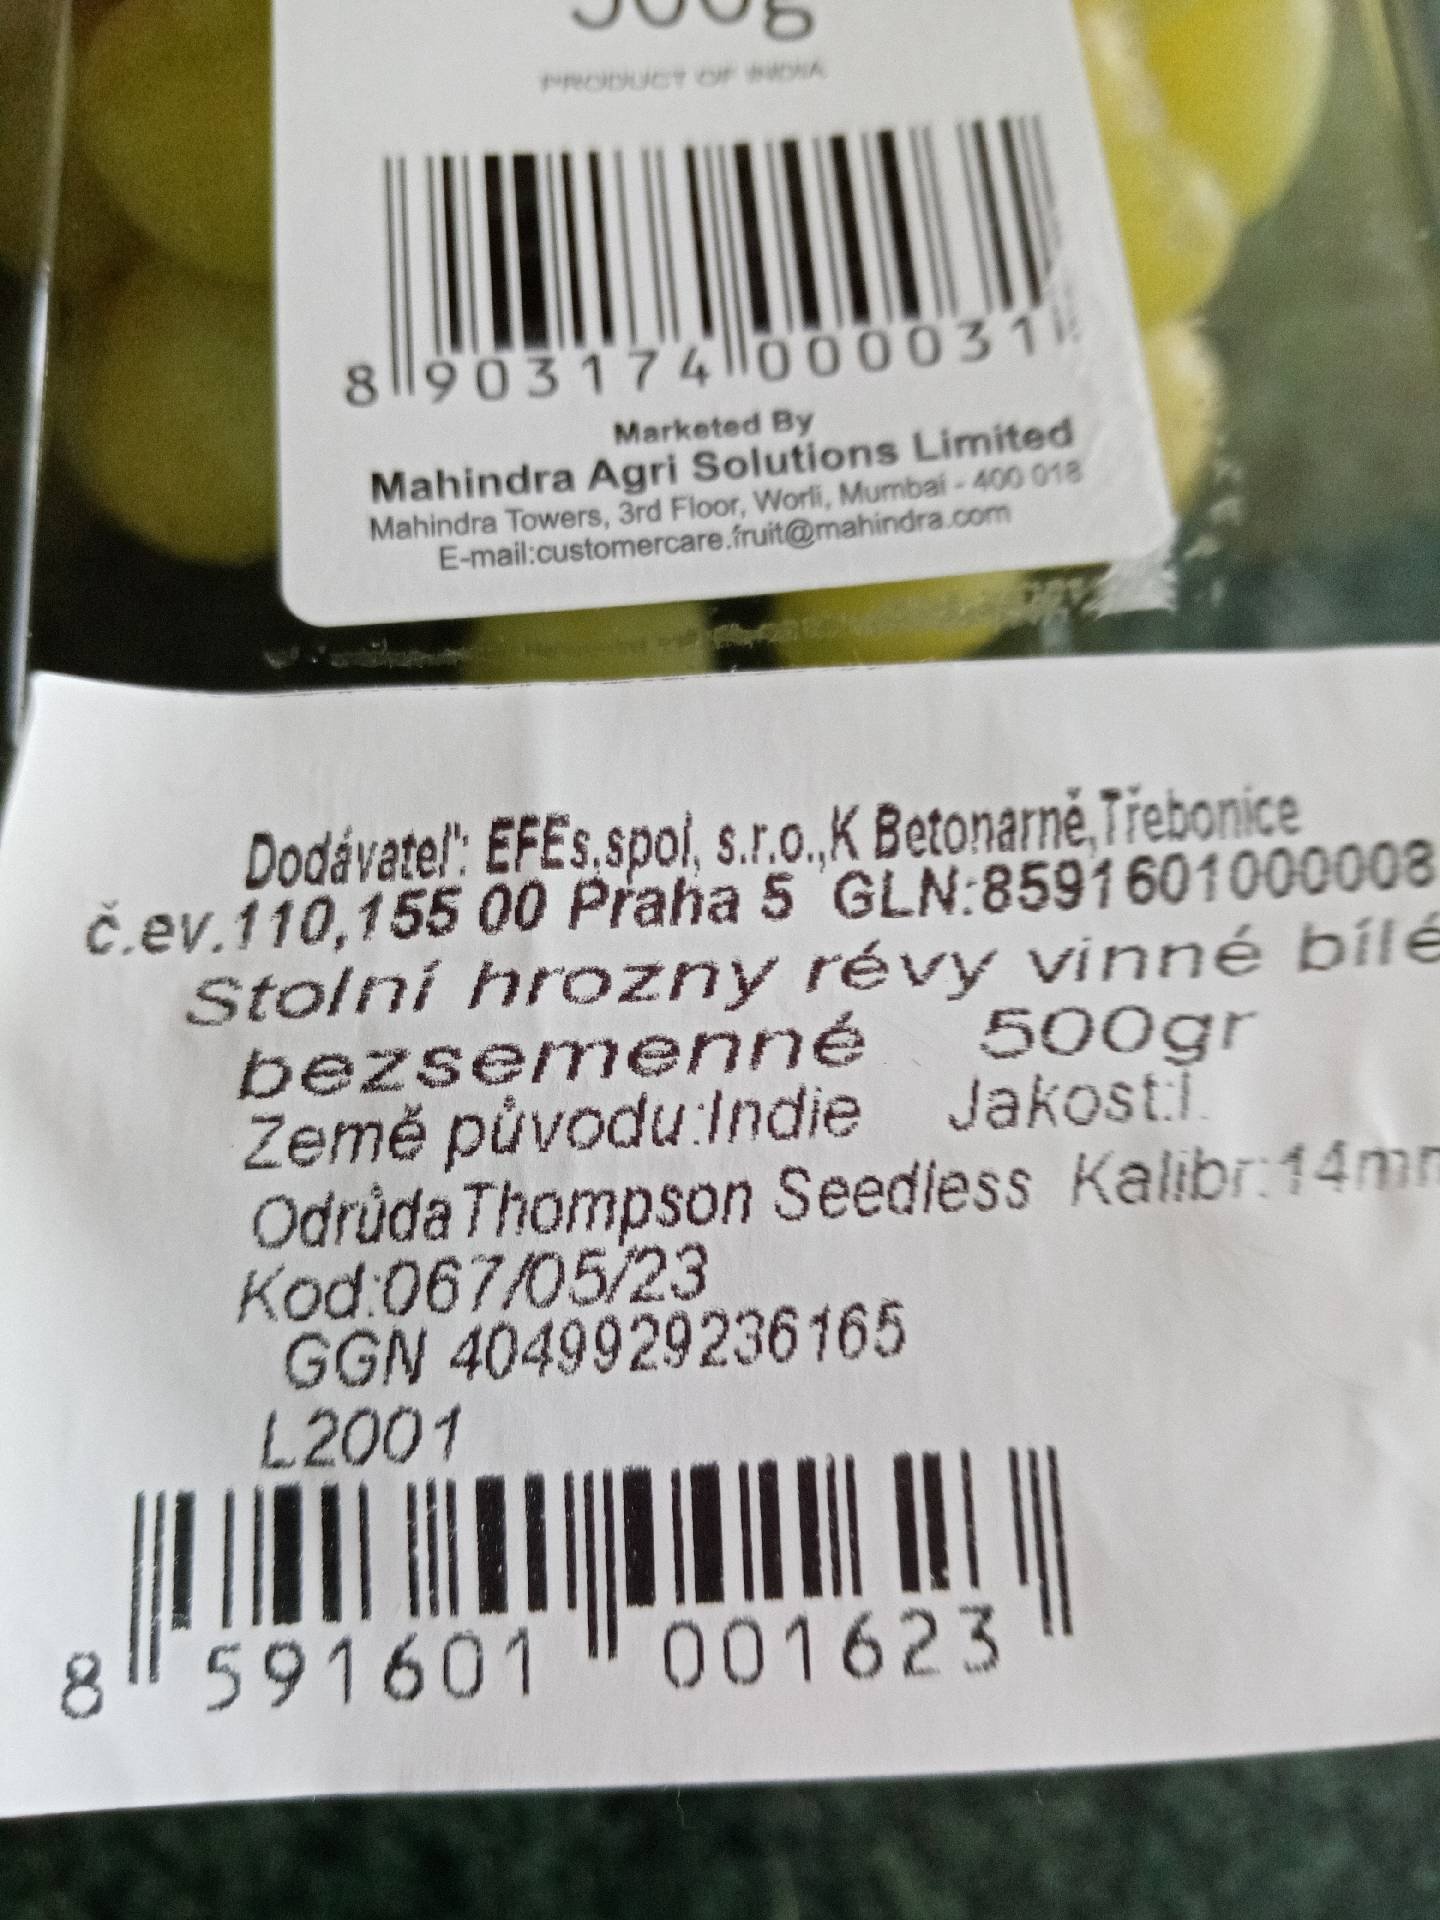 500g
PRODUCT OF INDIA
8 903174 000031
Marketed By
Mahindra Agri Solutions Limited
Mahindra Towers, 3rd Floor, Worli, Mumbai - 400 018
E-mail:customercare.fruit@mahindra.com
Dodávateľ: EFEs,spol, s.r.o.,K Betonarně,Třebonice
č.ev.110,155 00 Praha 5 GLN:8591601000008
Stolní hrozny révy vinné bílé
bezsemenné 500gr
Země původu:Indie Jakost:I.
OdrůdaThompson Seedless Kalibr:14mm
Kod:067/05/23
GGN 4049929236165
L2001
8 591601 001623